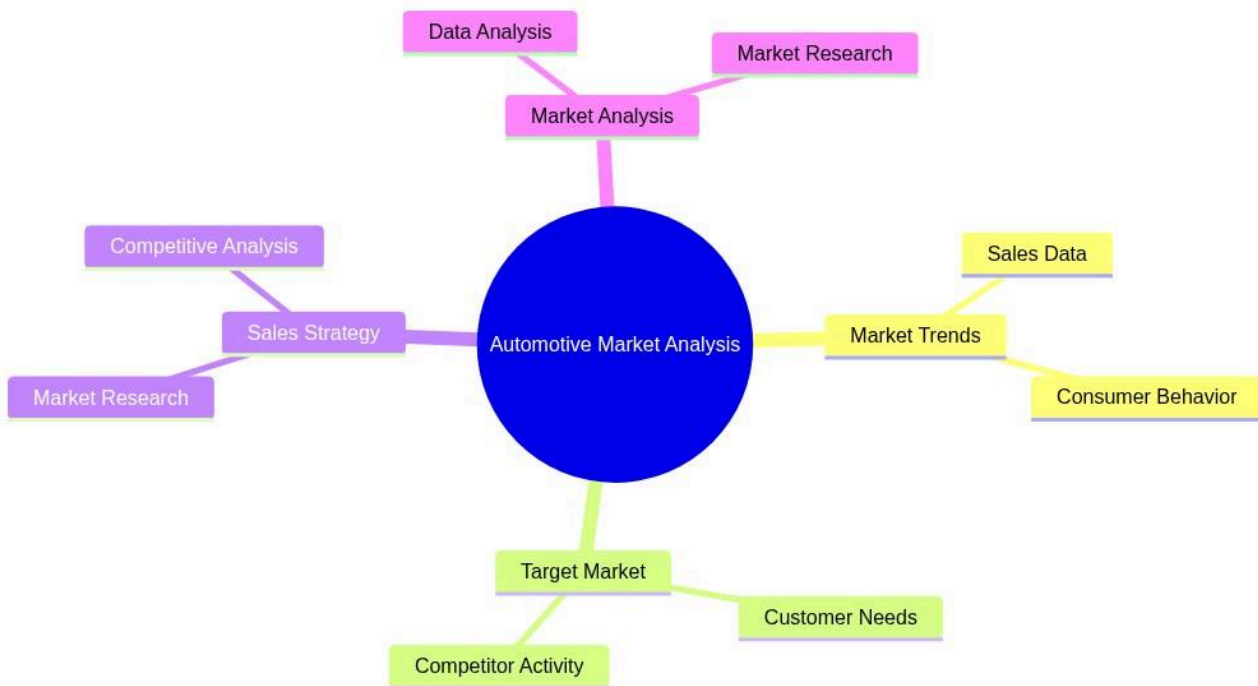 Data Analysis
Market Research
Market Analysis
Competitive Analysis
Sales Data
Sales Strategy
Automotive Market Analysis
Market Trends
Market Research
Consumer Behavior
Target Market
Customer Needs
Competitor Activity